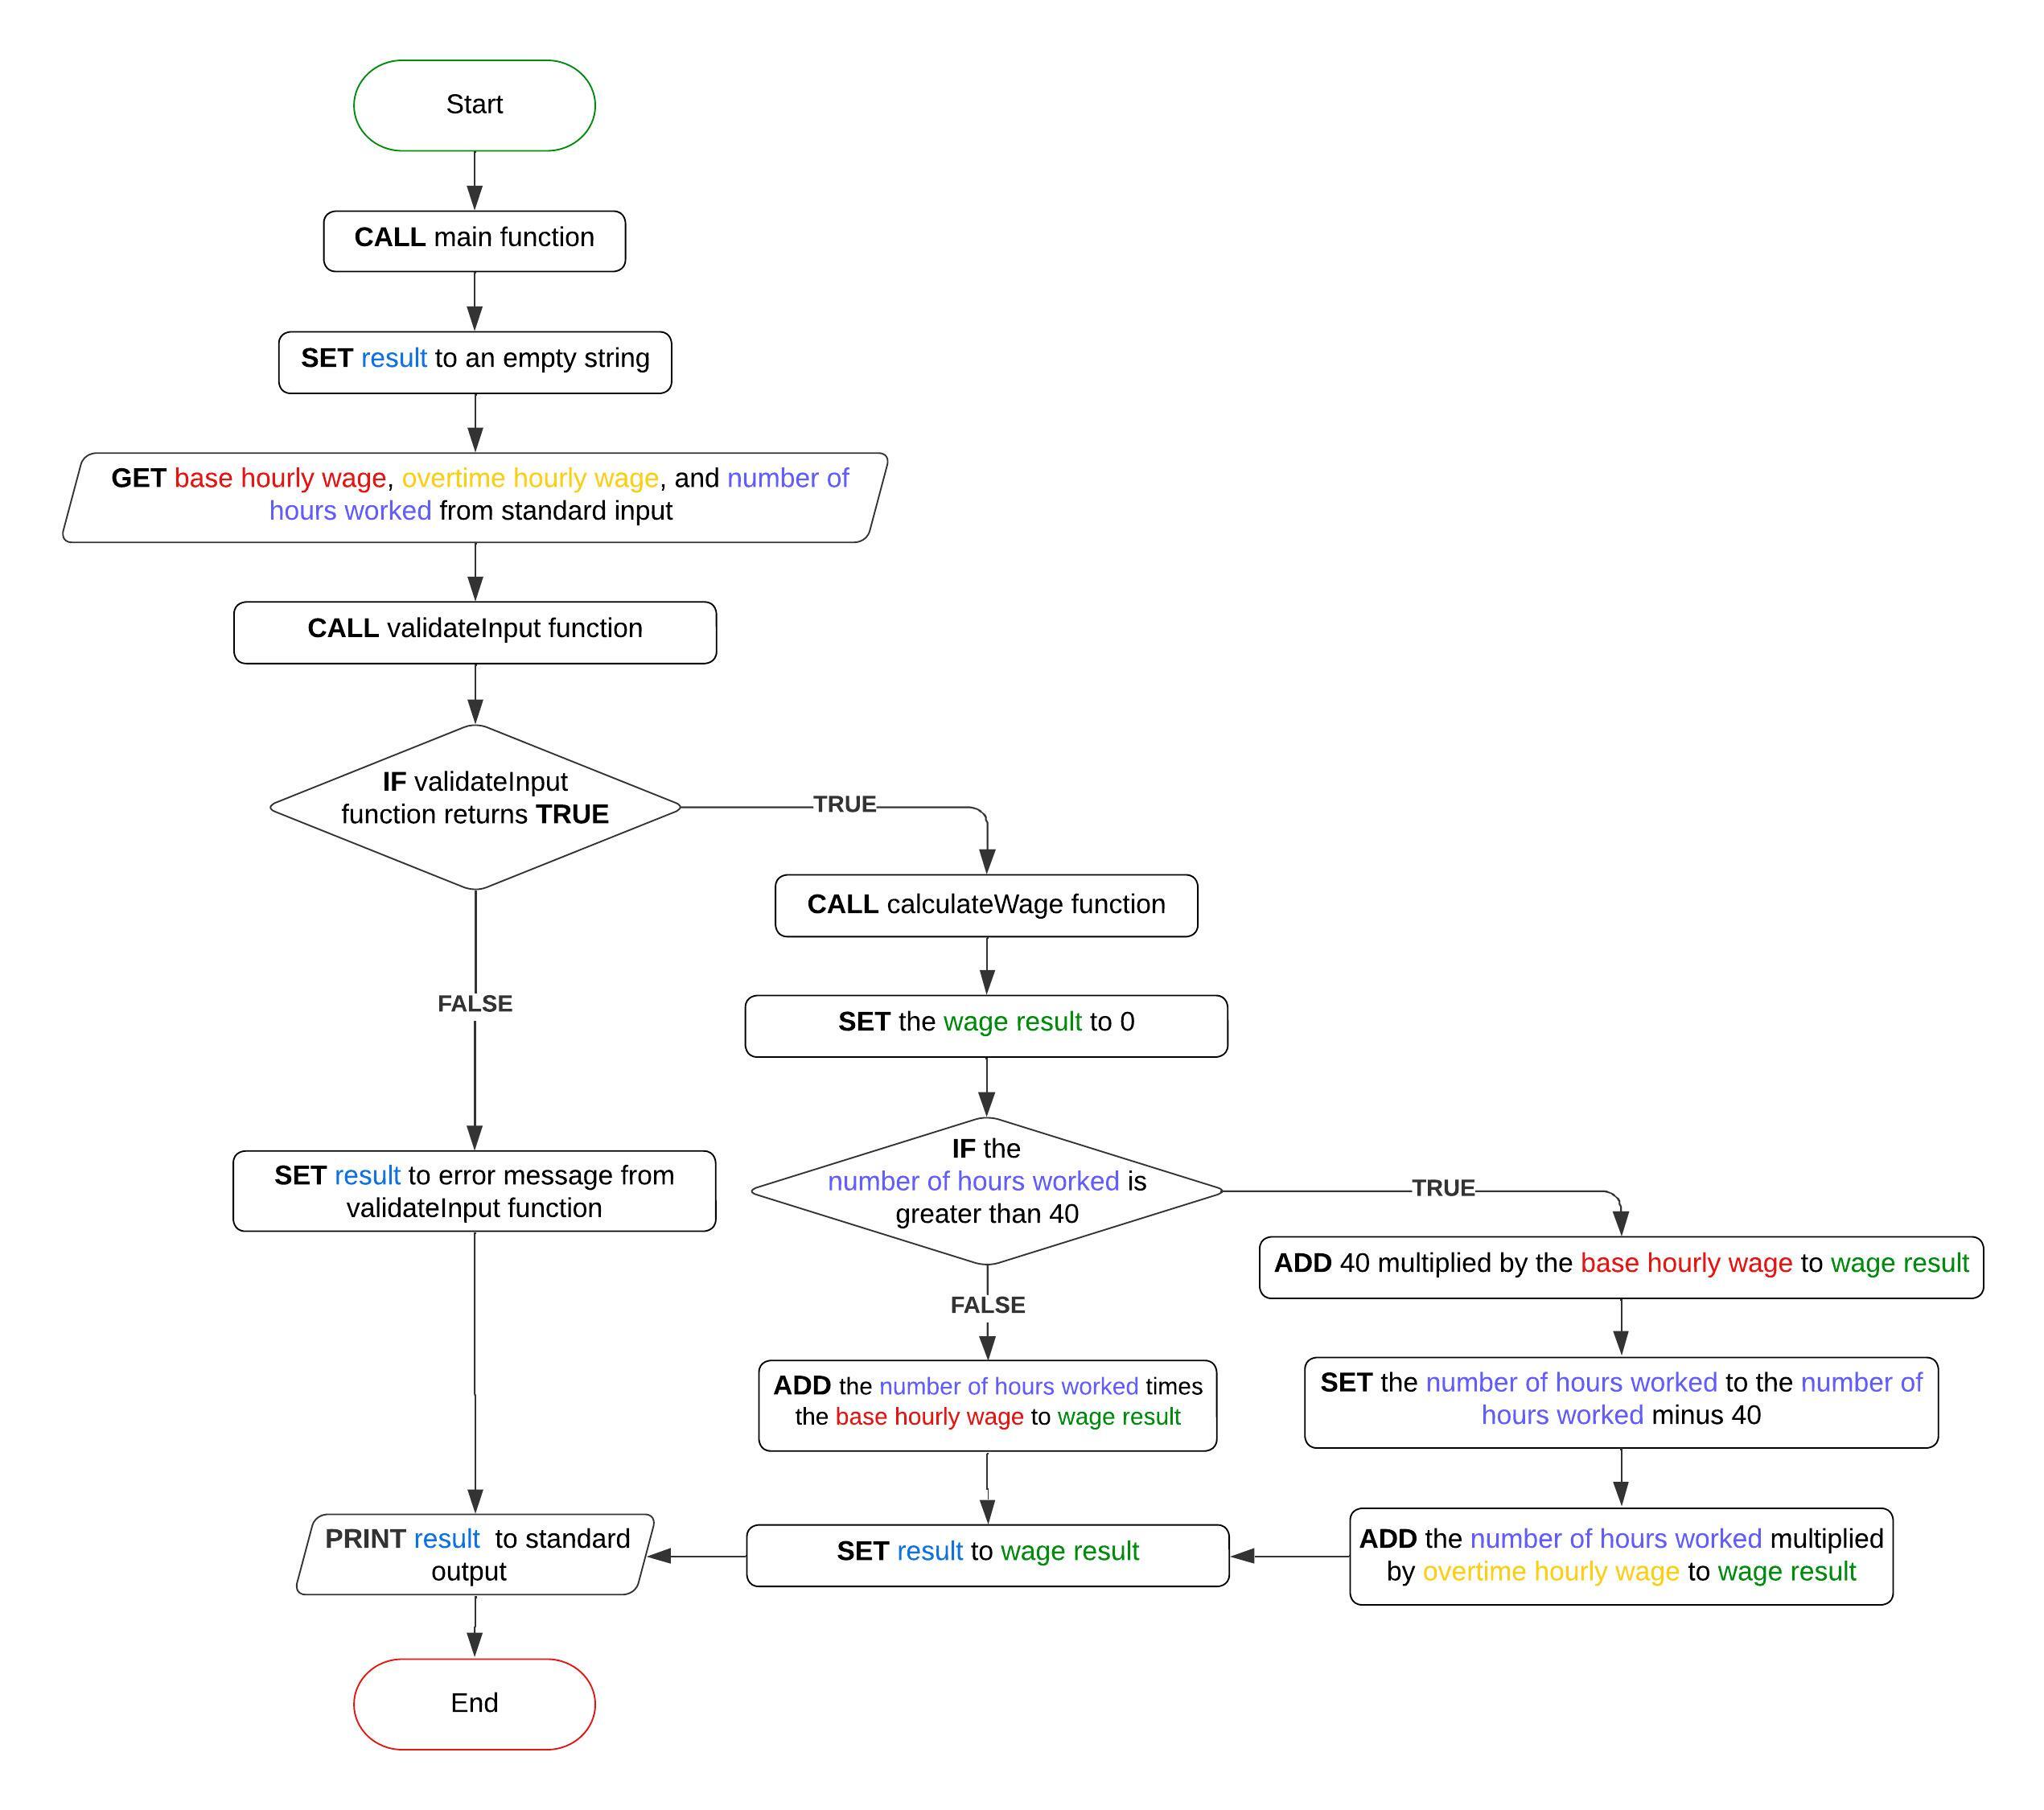 Start
CALL main function
SET result to an empty string
GET base hourly wage, overtime hourly wage, and number of
hours worked from standard input
CALL validateInput function
IF validateInput
function returns TRUE
TRUE
CALL calculateWage function
SET the wage result to 0
FALSE
IF the
number of hours worked is
greater than 40
TRUE
SET result to error message from
validateInput function
ADD 40 multiplied by the base hourly wage to wage result
FALSE
ADD the number of hours worked times
the base hourly wage to wage result
SET the number of hours worked to the number of
hours worked minus 40
PRINT result  to standard
output
SET result to wage result
ADD the number of hours worked multiplied
by overtime hourly wage to wage result
End